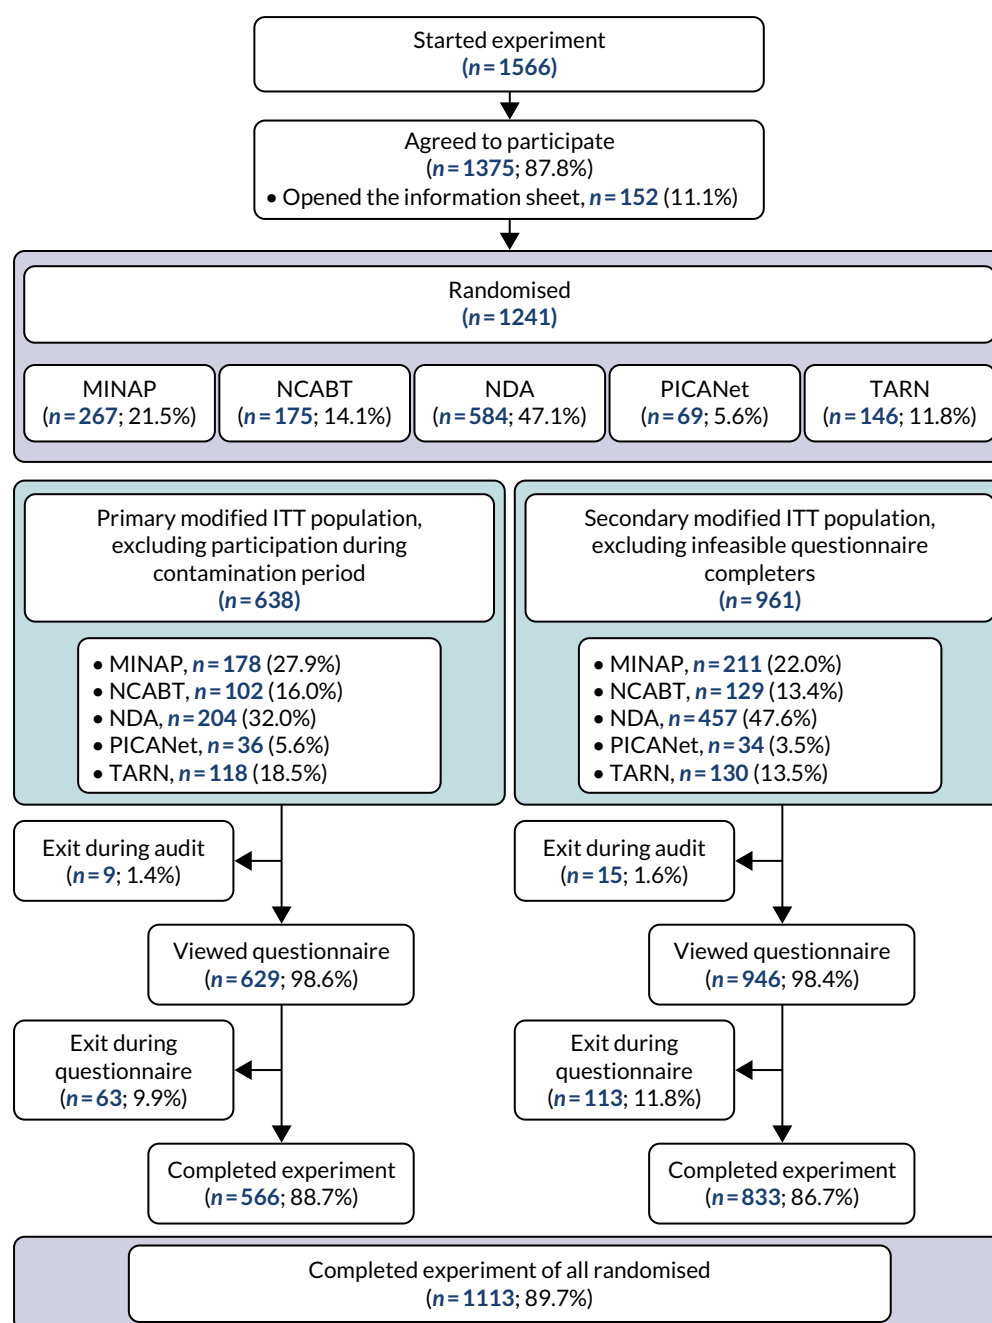 Started experiment
(n=1566)
Agreed to participate
(n=1375; 87.8%)
• Opened the information sheet, n=152 (11.1%)
Randomised
(n=1241)
MINAP
(n=267; 21.5%)
NCABT
(n=175; 14.1%)
NDA
(n=584; 47.1%)
PICANet
(n=69; 5.6%)
TARN
(n=146; 11.8%)
Primary modified ITT population,
excluding participation during
contamination period
(n=638)
• MINAP, n=178 (27.9%)
• NCABT, n=102 (16.0%)
• NDA, n=204 (32.0%)
• PICANet, n=36 (5.6%)
• TARN, n=118 (18.5%)
Secondary modified ITT population,
excluding infeasible questionnaire
completers
(n=961)
• MINAP, n=211 (22.0%)
• NCABT, n=129 (13.4%)
• NDA, n=457 (47.6%)
• PICANet, n=34 (3.5%)
• TARN, n=130 (13.5%)
Exit during audit
(n=9; 1.4%)
Viewed questionnaire
(n=629; 98.6%)
Exit during
questionnaire
(n=63; 9.9%)
Completed experiment
(n=566; 88.7%)
Exit during audit
(n=15; 1.6%)
Viewed questionnaire
(n=946; 98.4%)
Exit during
questionnaire
(n=113; 11.8%)
Completed experiment
(n=833; 86.7%)
Completed experiment of all randomised
(n=1113; 89.7%)